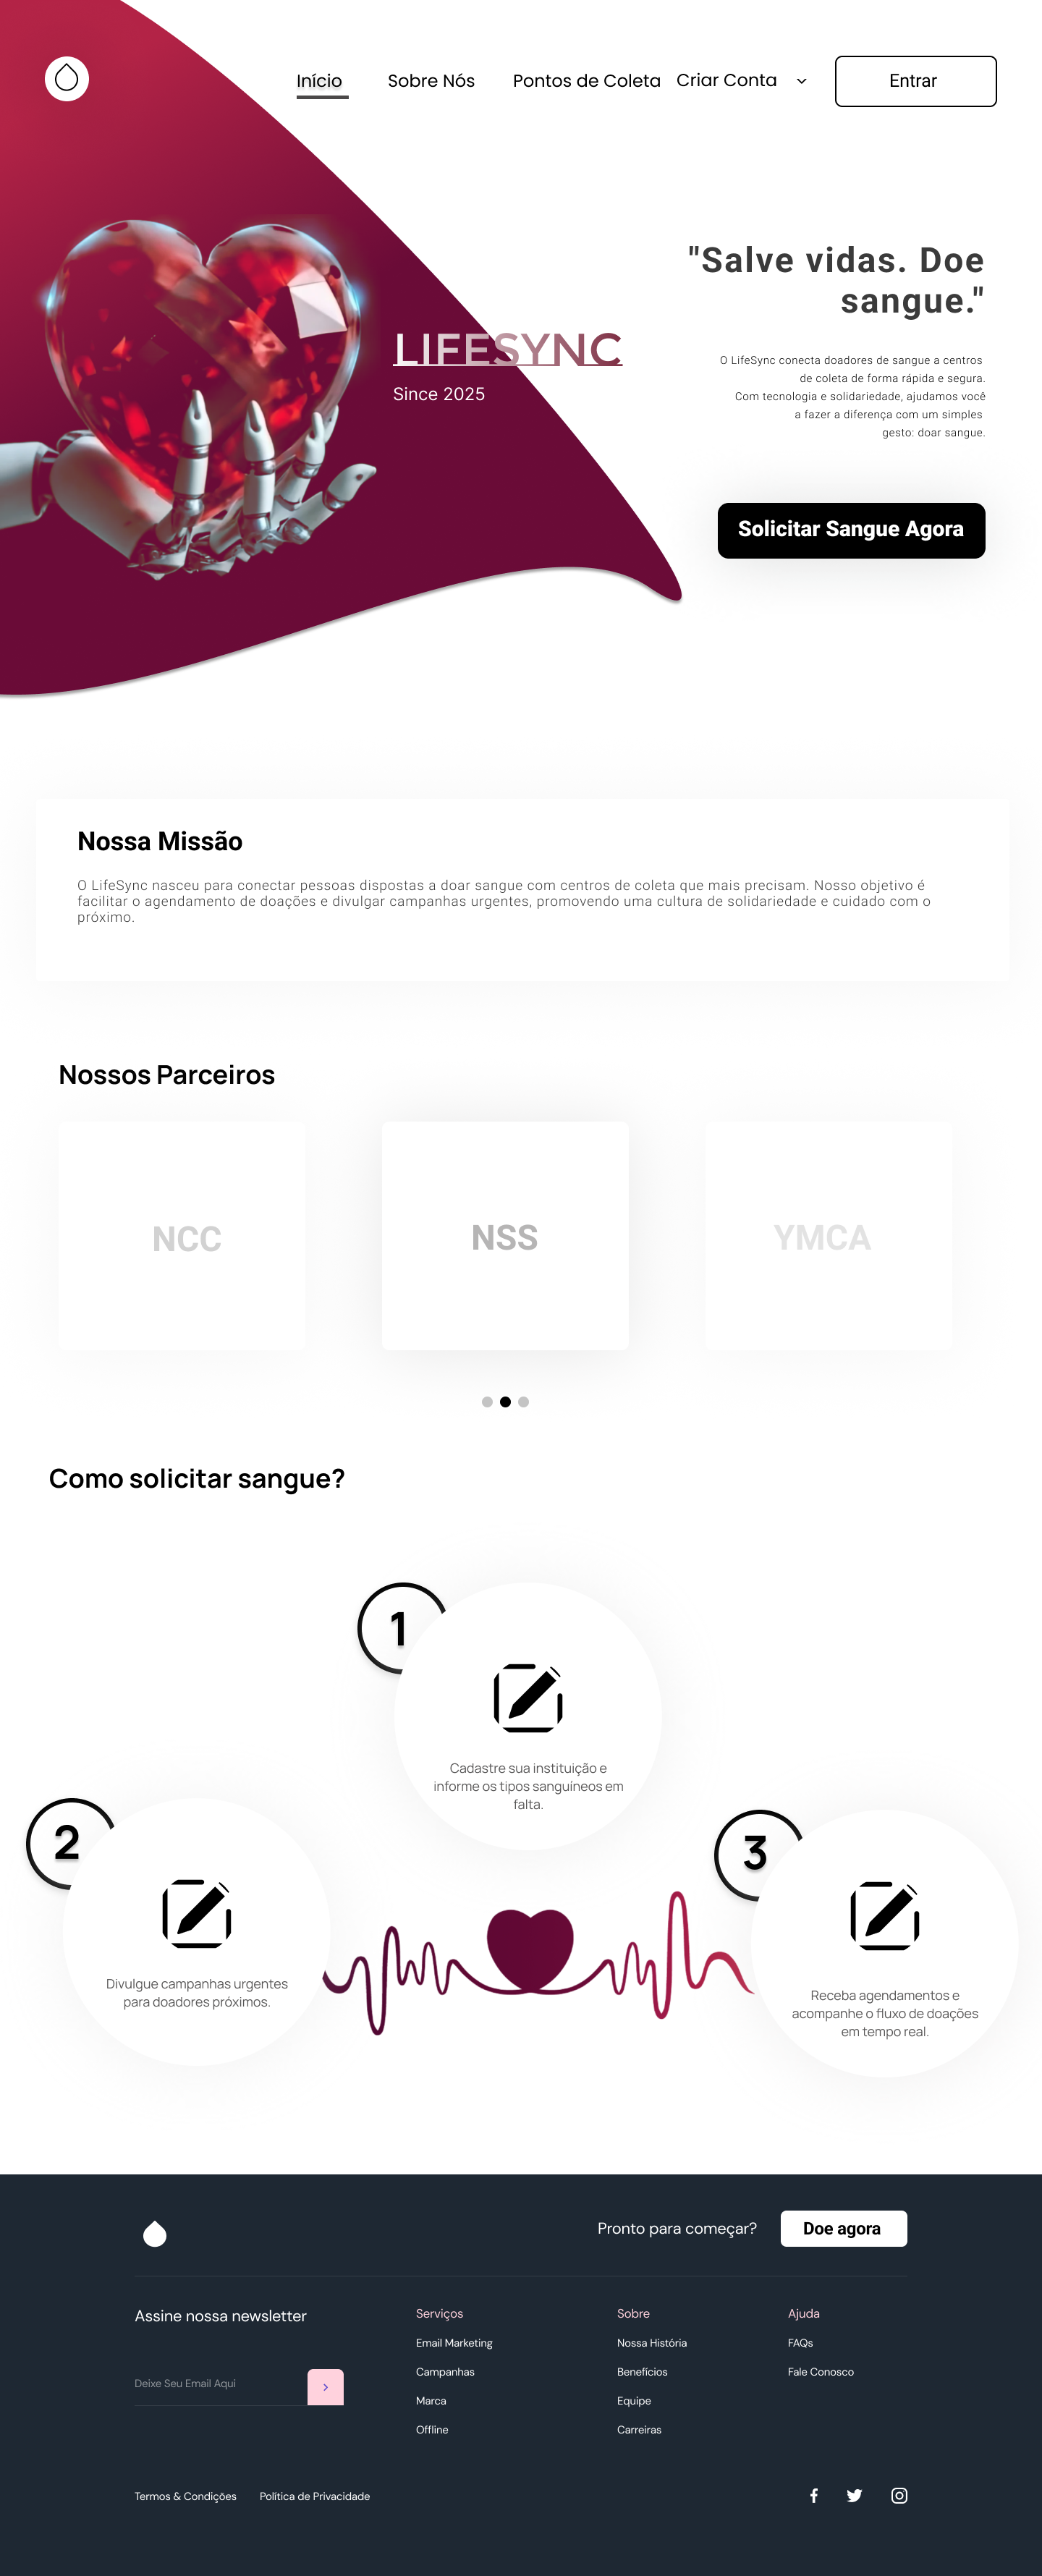 Início
Sobre Nós
Pontos de Coleta
Criar Conta
Entrar
"Salve vidas. Doe
sangue."
LIFESYNC
Since 2025
O LifeSync conecta doadores de sangue a centros
de coleta de forma rápida e segura.
Com tecnologia e solidariedade, ajudamos você
a fazer a diferença com um simples
gesto: doar sangue.
Solicitar Sangue Agora
Nossa Missão
O LifeSync nasceu para conectar pessoas dispostas a doar sangue com centros de coleta que mais precisam. Nosso objetivo é
facilitar o agendamento de doações e divulgar campanhas urgentes, promovendo uma cultura de solidariedade e cuidado com o
próximo.
Nossos Parceiros
NCC
NSS
YMCA
Como solicitar sangue?
1
Cadastre sua instituição e
informe os tipos sanguíneos em
falta.
2
Divulgue campanhas urgentes
para doadores próximos.
3
Receba agendamentos e
acompanhe o fluxo de doações
em tempo real.
Pronto para começar?
Doe agora
Assine nossa newsletter
Deixe Seu Email Aqui
Serviços
Email Marketing
Campanhas
Marca
Offline
Sobre
Nossa História
Benefícios
Equipe
Carreiras
Ajuda
FAQs
Fale Conosco
Termos & Condições
Política de Privacidade